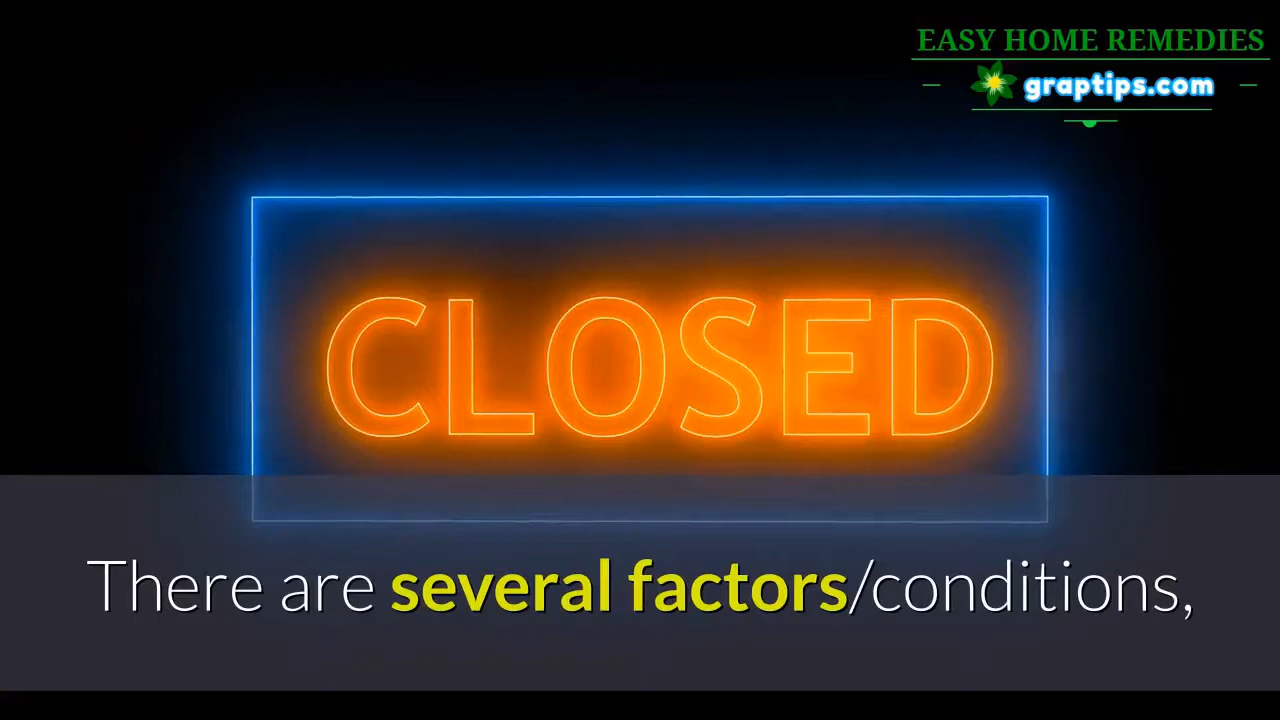 EASY HOME REMEDIES
graptips.com
CLOSED
There are several factors/conditions,